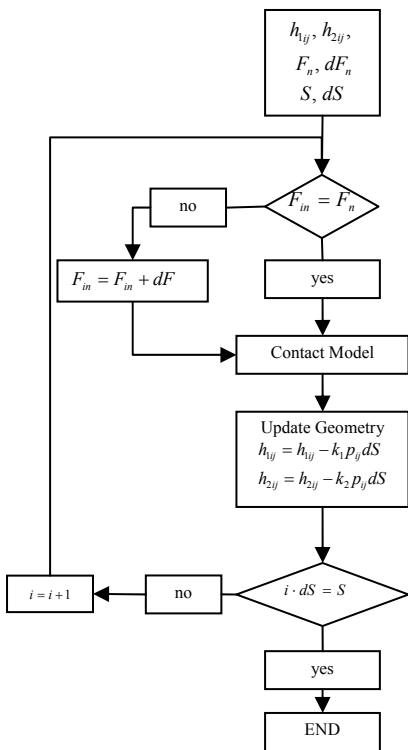 h₁ᵢⱼ, h₂ᵢⱼ,
Fₙ, dFₙ
S, dS
Fᵢₙ = Fₙ
no
yes
Fᵢₙ = Fᵢₙ + dF
Contact Model
Update Geometry
h₁ᵢⱼ = h₁ᵢⱼ − k₁pᵢⱼdS
h₂ᵢⱼ = h₂ᵢⱼ − k₂pᵢⱼdS
i · dS = S
no
i = i + 1
yes
END